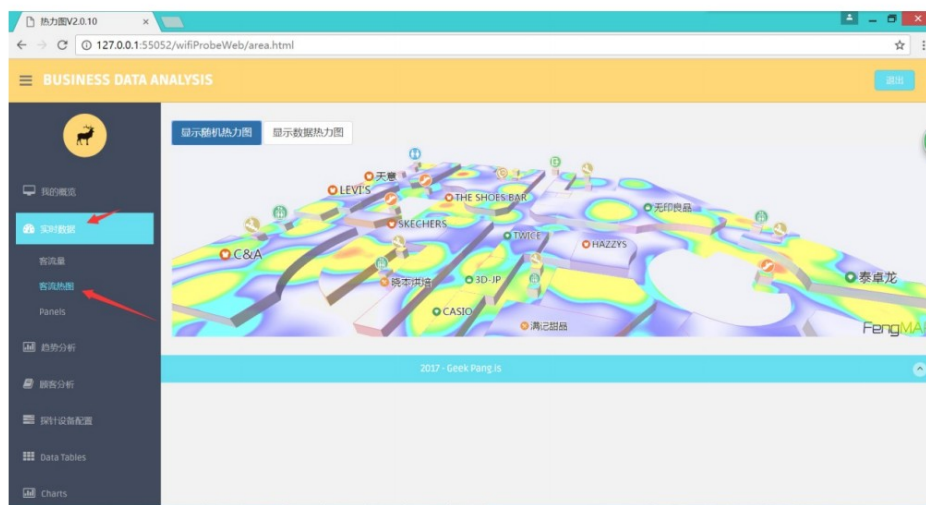 热力图V2.0.10
127.0.0.1:55052/wifiProbeWeb/area.html
BUSINESS DATA ANALYSIS
退出
显示随机热力图
显示数据热力图
我的概览
实时数据
客流量
客流热图
Panels
趋势分析
顾客分析
探针设备配置
Data Tables
Charts
天意
LEVI'S
THE SHOES BAR
无印良品
SKECHERS
TWICE
HAZZYS
C&A
晓本烘焙
3D-JP
泰卓龙
CASIO
满记甜品
FengMA
2017 - Geek Pang.is